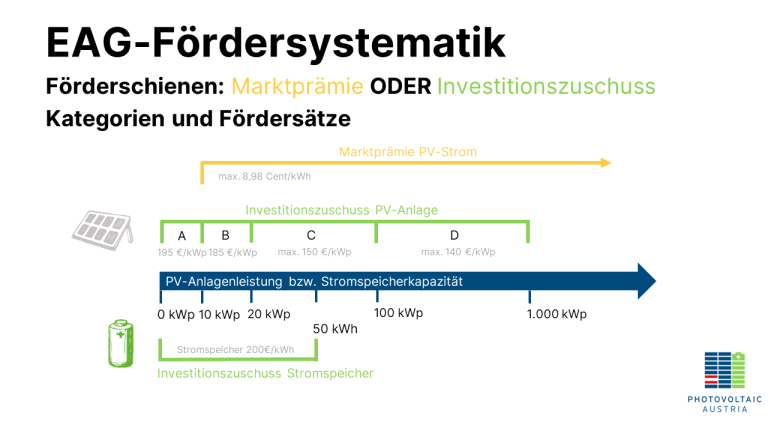 EAG-Fördersystematik
Förderschienen: Marktprämie ODER Investitionszuschuss
Kategorien und Fördersätze
Marktprämie PV-Strom
max. 8,98 Cent/kWh
Investitionszuschuss PV-Anlage
A B C D
195 €/kWp 185 €/kWp max. 150 €/kWp max. 140 €/kWp
PV-Anlagenleistung bzw. Stromspeicherkapazität
0 kWp 10 kWp 20 kWp 100 kWp 1.000 kWp
50 kWh
Stromspeicher 200€/kWh
Investitionszuschuss Stromspeicher
PHOTOVOLTAIC
AUSTRIA